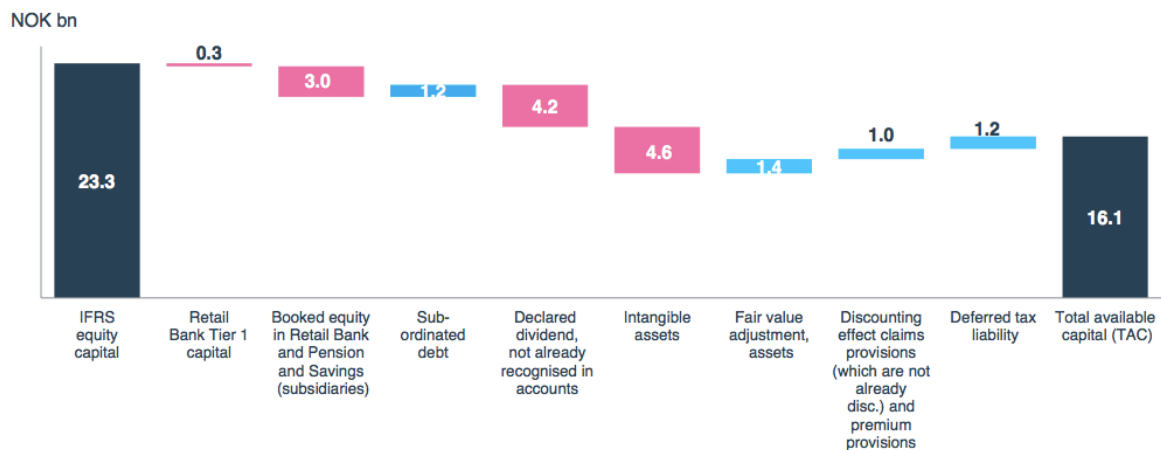 NOK bn
0.3
3.0
1.2
4.2
4.6
1.4
1.0
1.2
23.3
16.1
IFRS
equity
capital
Retail
Bank Tier 1
capital
Booked equity
in Retail Bank
and Pension
and Savings
(subsidiaries)
Sub-
ordinated
debt
Declared
dividend,
not already
recognised in
accounts
Intangible
assets
Fair value
adjustment,
assets
Discounting
effect claims
provisions
(which are not
already
disc.) and
premium
provisions
Deferred tax
liability
Total available
capital (TAC)